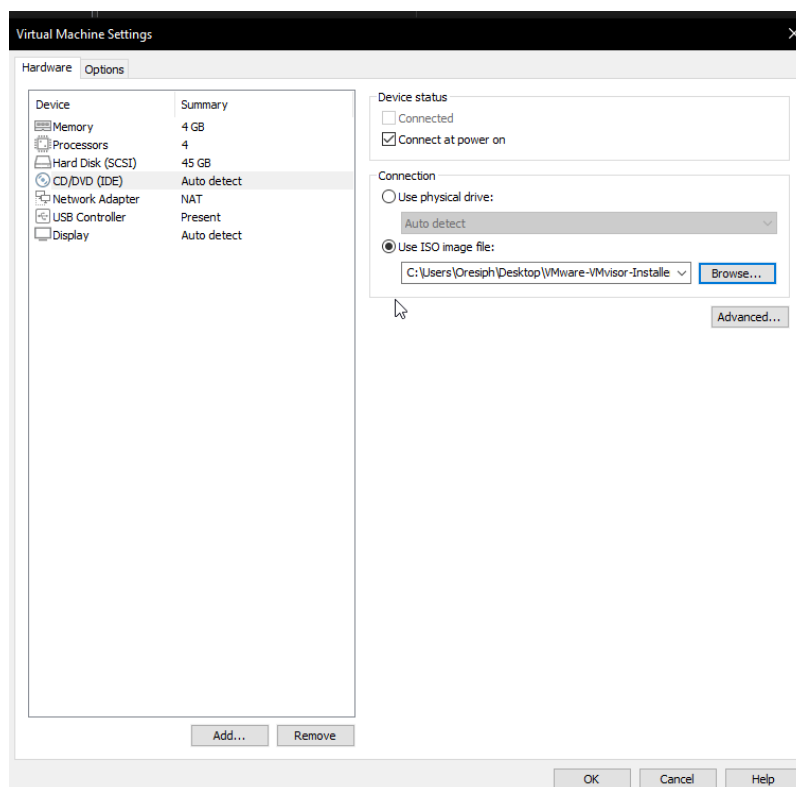 Virtual Machine Settings
Hardware Options
Device Summary
Memory 4 GB
Processors 4
Hard Disk (SCSI) 45 GB
CD/DVD (IDE) Auto detect
Network Adapter NAT
USB Controller Present
Display Auto detect
Add... Remove
Device status
Connected
Connect at power on
Connection
Use physical drive:
Auto detect
Use ISO image file:
C:\Users\Oresiph\Desktop\VMware-VMvisor-Installe Browse...
Advanced...
OK Cancel Help